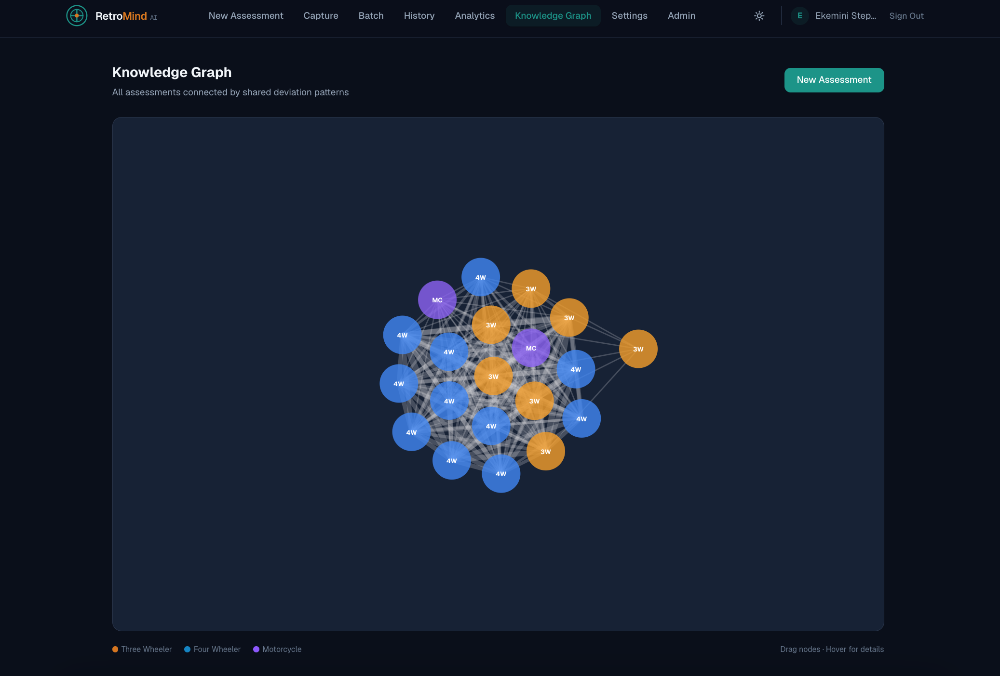 RetroMind AI
New Assessment
Capture
Batch
History
Analytics
Knowledge Graph
Settings
Admin
E
Ekemini Step...
Sign Out
Knowledge Graph
All assessments connected by shared deviation patterns
New Assessment
4W
3W
MC
3W
3W
4W
MC
3W
4W
4W
3W
4W
4W
3W
4W
4W
4W
3W
4W
4W
Three Wheeler
Four Wheeler
Motorcycle
Drag nodes · Hover for details